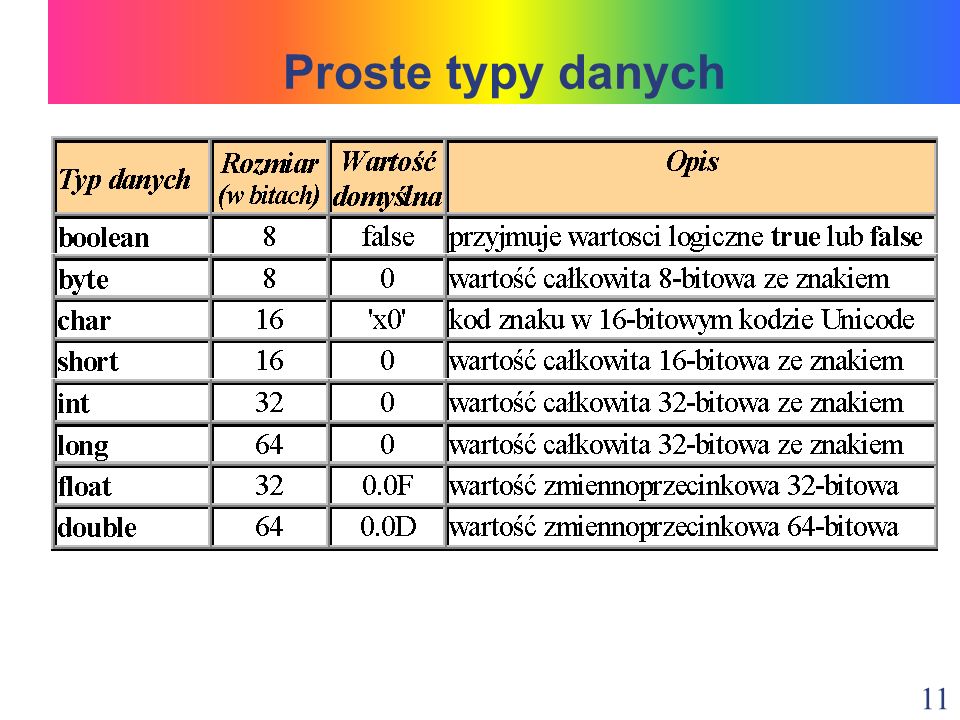 Proste typy danych
Typ danych Rozmiar (w bitach) Wartość domyślna Opis
boolean 8 false przyjmuje wartosci logiczne true lub false
byte 8 0 wartość całkowita 8-bitowa ze znakiem
char 16 'x0' kod znaku w 16-bitowym kodzie Unicode
short 16 0 wartość całkowita 16-bitowa ze znakiem
int 32 0 wartość całkowita 32-bitowa ze znakiem
long 64 0 wartość całkowita 32-bitowa ze znakiem
float 32 0.0F wartość zmiennoprzecinkowa 32-bitowa
double 64 0.0D wartość zmiennoprzecinkowa 64-bitowa
11